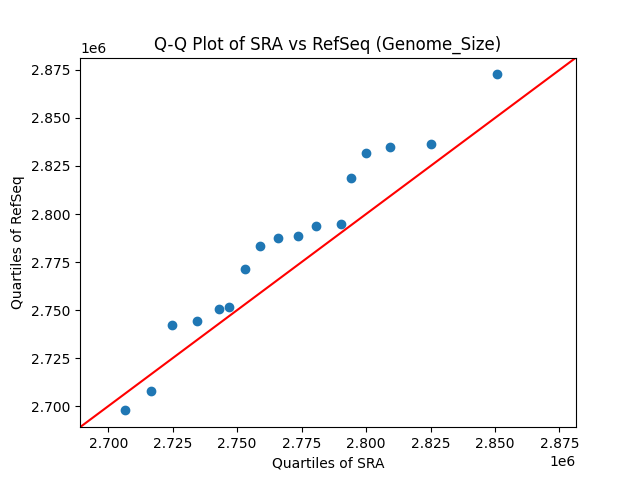 Q-Q Plot of SRA vs RefSeq (Genome_Size)
1e6
2.875
2.850
2.825
2.800
2.775
2.750
2.725
2.700
Quartiles of RefSeq
2.700 2.725 2.750 2.775 2.800 2.825 2.850 2.875
Quartiles of SRA
1e6